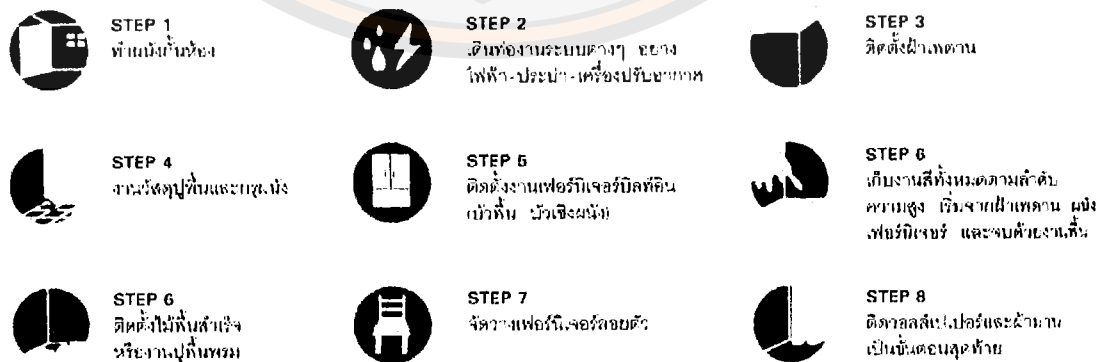 STEP 1
ทำผนังกั้นห้อง
STEP 2
เดินท่องานระบบต่างๆ อย่าง
ไฟฟ้า-ประปา-เครื่องปรับอากาศ
STEP 3
ติดตั้งฝ้าเพดาน
STEP 4
งานวัสดุปูพื้นและกรุผนัง
STEP 5
ติดตั้งงานเฟอร์นิเจอร์บิลท์อิน
(บัวพื้น บัวเชิงผนัง)
STEP 6
เก็บงานสีทั้งหมดตามลำดับ
ความสูง เริ่มจากฝ้าเพดาน ผนัง
เฟอร์นิเจอร์ และจบด้วยงานพื้น
STEP 6
ติดตั้งไม้พื้นสำเร็จ
หรืองานปูพื้นพรม
STEP 7
จัดวางเฟอร์นิเจอร์ลอยตัว
STEP 8
ติดวอลล์เปเปอร์และผ้าม่าน
เป็นขั้นตอนสุดท้าย